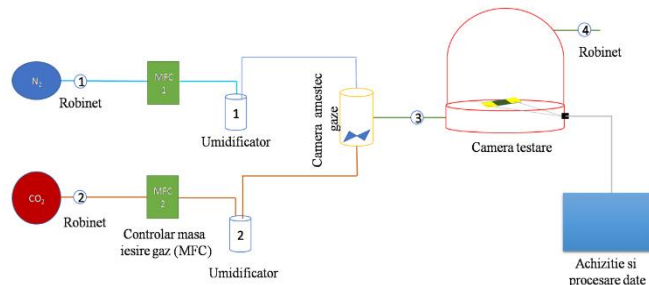 N₂
1
Robinet
MFC
1
1
Umidificator
CO₂
2
Robinet
MFC
2
Controlar masa
iesire gaz (MFC)
2
Umidificator
Camera amestec
gaze
3
4
Robinet
Camera testare
Achizitie si
procesare date